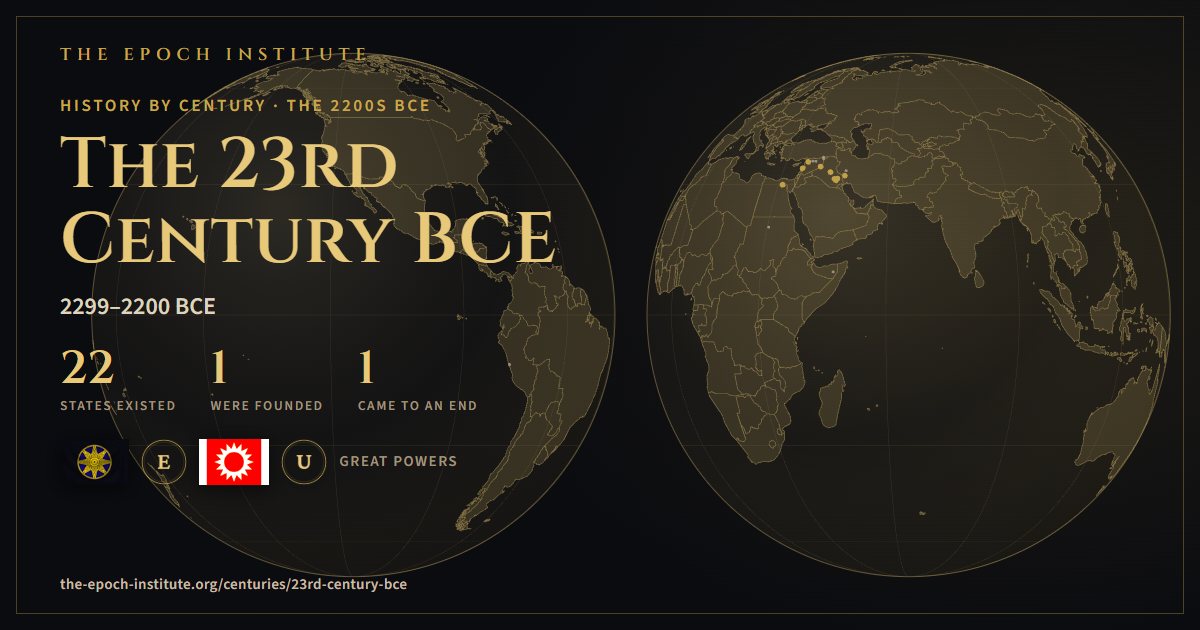 THE EPOCH INSTITUTE
HISTORY BY CENTURY · THE 2200S BCE
THE 23RD
CENTURY BCE
2299–2200 BCE
22 1 1
STATES EXISTED WERE FOUNDED CAME TO AN END
E U GREAT POWERS
the-epoch-institute.org/centuries/23rd-century-bce